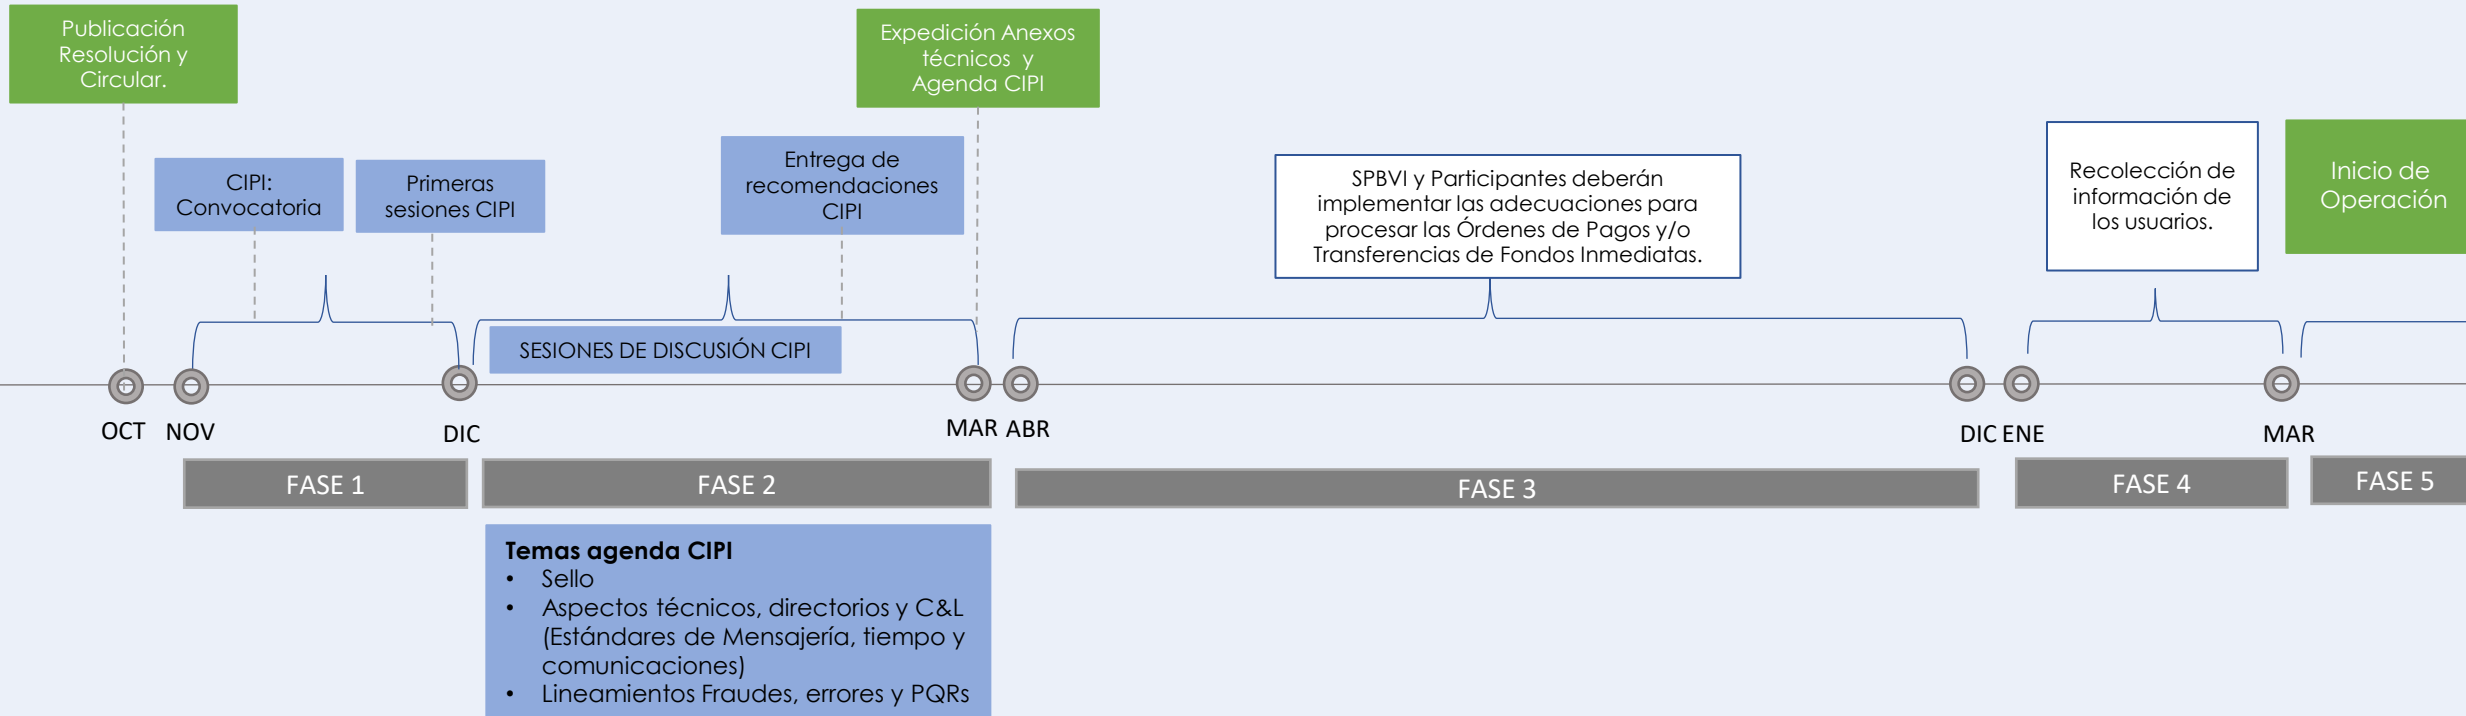 Publicación
Resolución y
Circular.
Expedición Anexos
técnicos y
Agenda CIPI
CIPI:
Convocatoria
Primeras
sesiones CIPI
Entrega de
recomendaciones
CIPI
SPBVI y Participantes deberán
implementar las adecuaciones para
procesar las Órdenes de Pagos y/o
Transferencias de Fondos Inmediatas.
Recolección de
información de
los usuarios.
Inicio de
Operación
SESIONES DE DISCUSIÓN CIPI
OCT
NOV
DIC
MAR
ABR
DIC
ENE
MAR
FASE 1
FASE 2
FASE 3
FASE 4
FASE 5
Temas agenda CIPI
• Sello
• Aspectos técnicos, directorios y C&L
(Estándares de Mensajería, tiempo y
comunicaciones)
• Lineamientos Fraudes, errores y PQRs